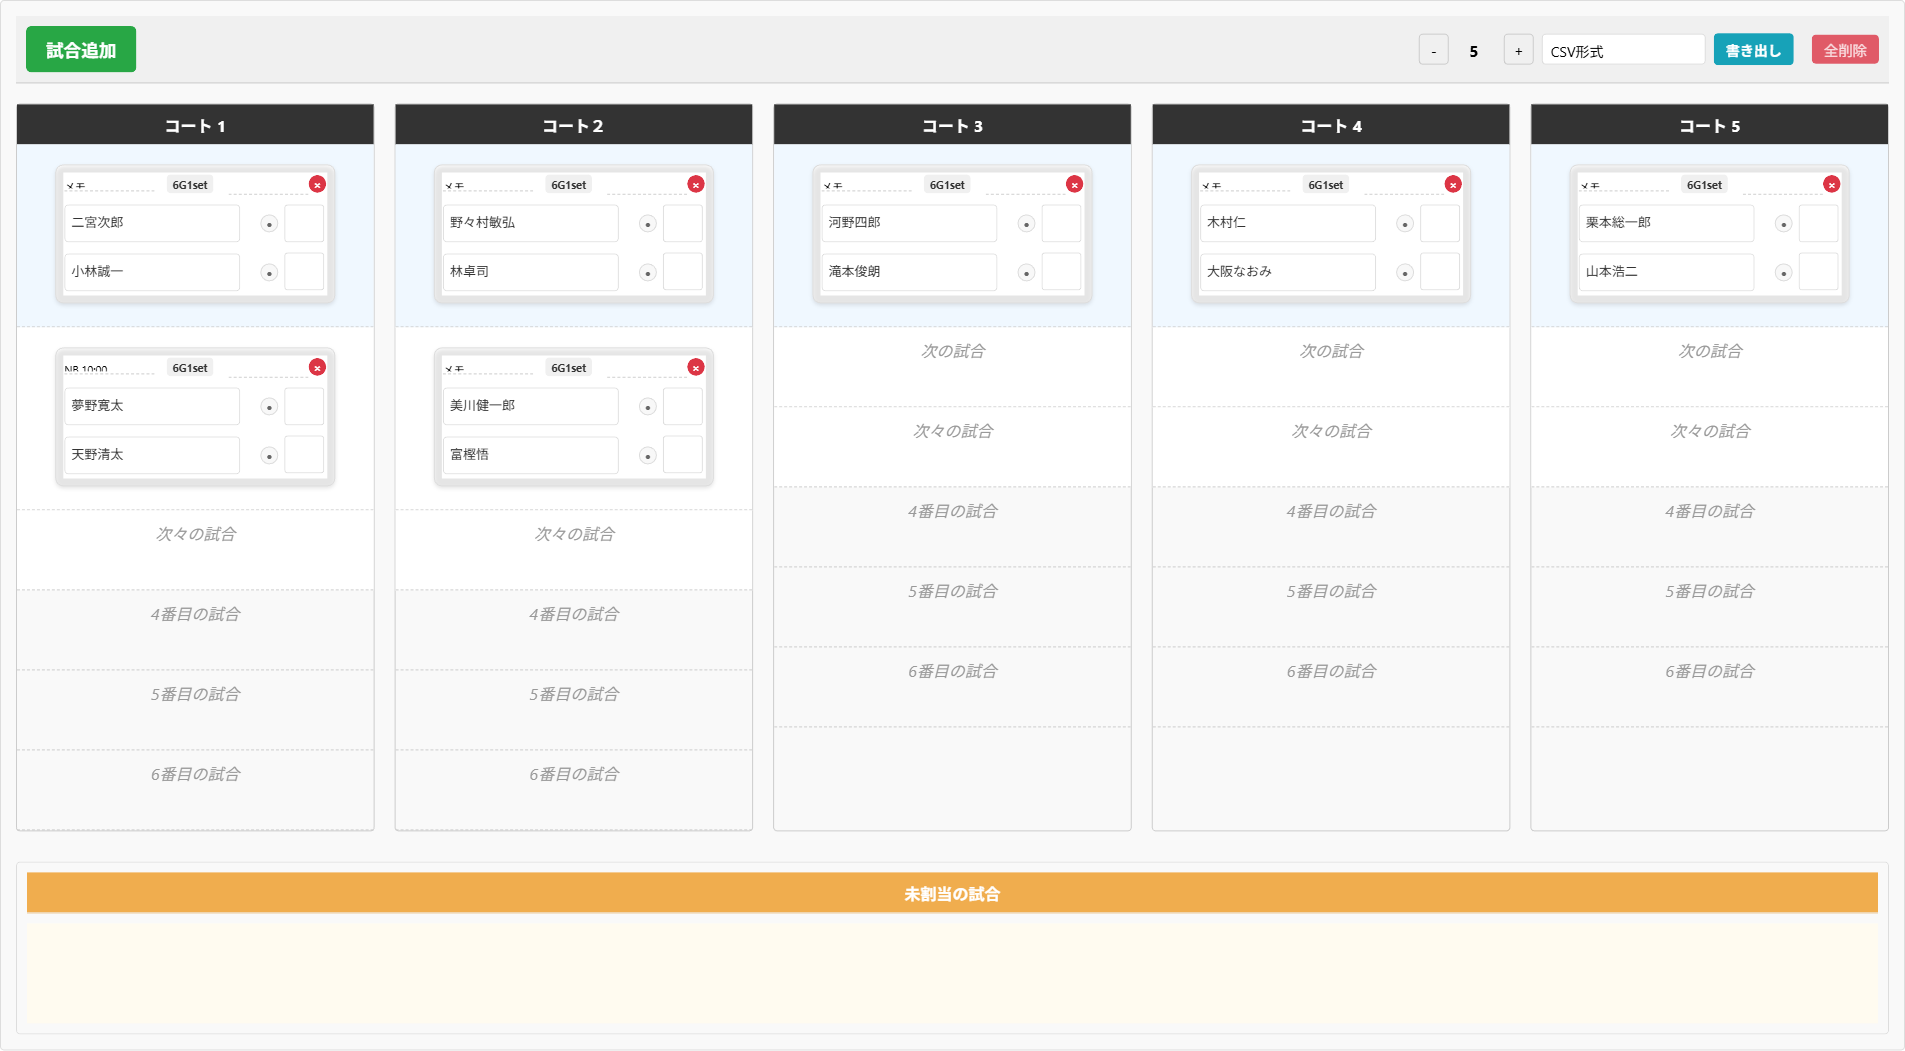 試合追加
- 5 + CSV形式 書き出し 全削除
コート 1
メモ 6G1set ×
二宮次郎
小林誠一
NB 10:00 6G1set ×
夢野寛太
天野清太
次々の試合
4番目の試合
5番目の試合
6番目の試合
コート 2
メモ 6G1set ×
野々村敏弘
林卓司
メモ 6G1set ×
美川健一郎
富樫悟
次々の試合
4番目の試合
5番目の試合
6番目の試合
コート 3
メモ 6G1set ×
河野四郎
滝本俊朗
次の試合
次々の試合
4番目の試合
5番目の試合
6番目の試合
コート 4
メモ 6G1set ×
木村仁
大阪なおみ
次の試合
次々の試合
4番目の試合
5番目の試合
6番目の試合
コート 5
メモ 6G1set ×
栗本総一郎
山本浩二
次の試合
次々の試合
4番目の試合
5番目の試合
6番目の試合
未割当の試合